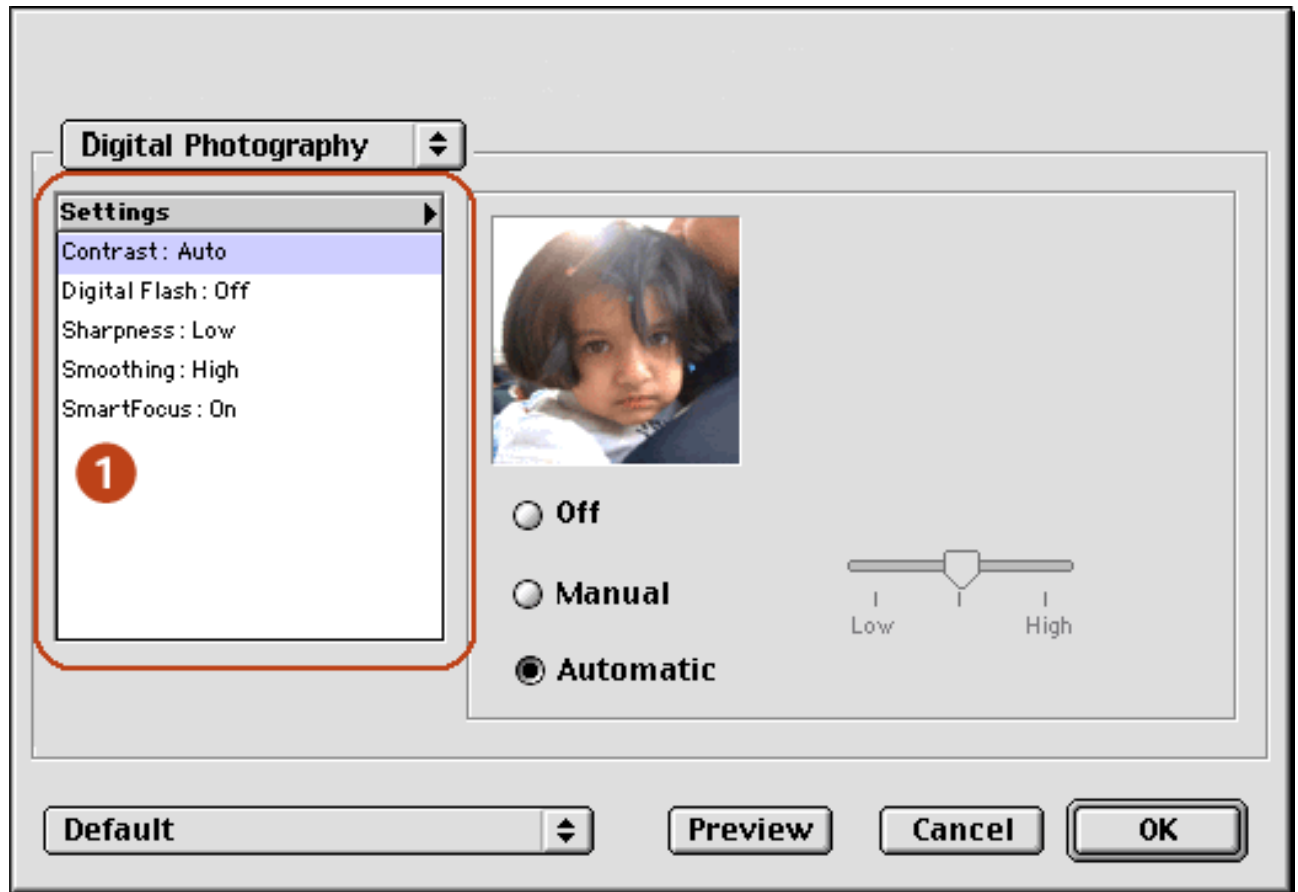 Digital Photography
Settings
Contrast: Auto
Digital Flash: Off
Sharpness: Low
Smoothing: High
SmartFocus: On
1
Off
Manual
Low High
Automatic
Default Preview Cancel OK